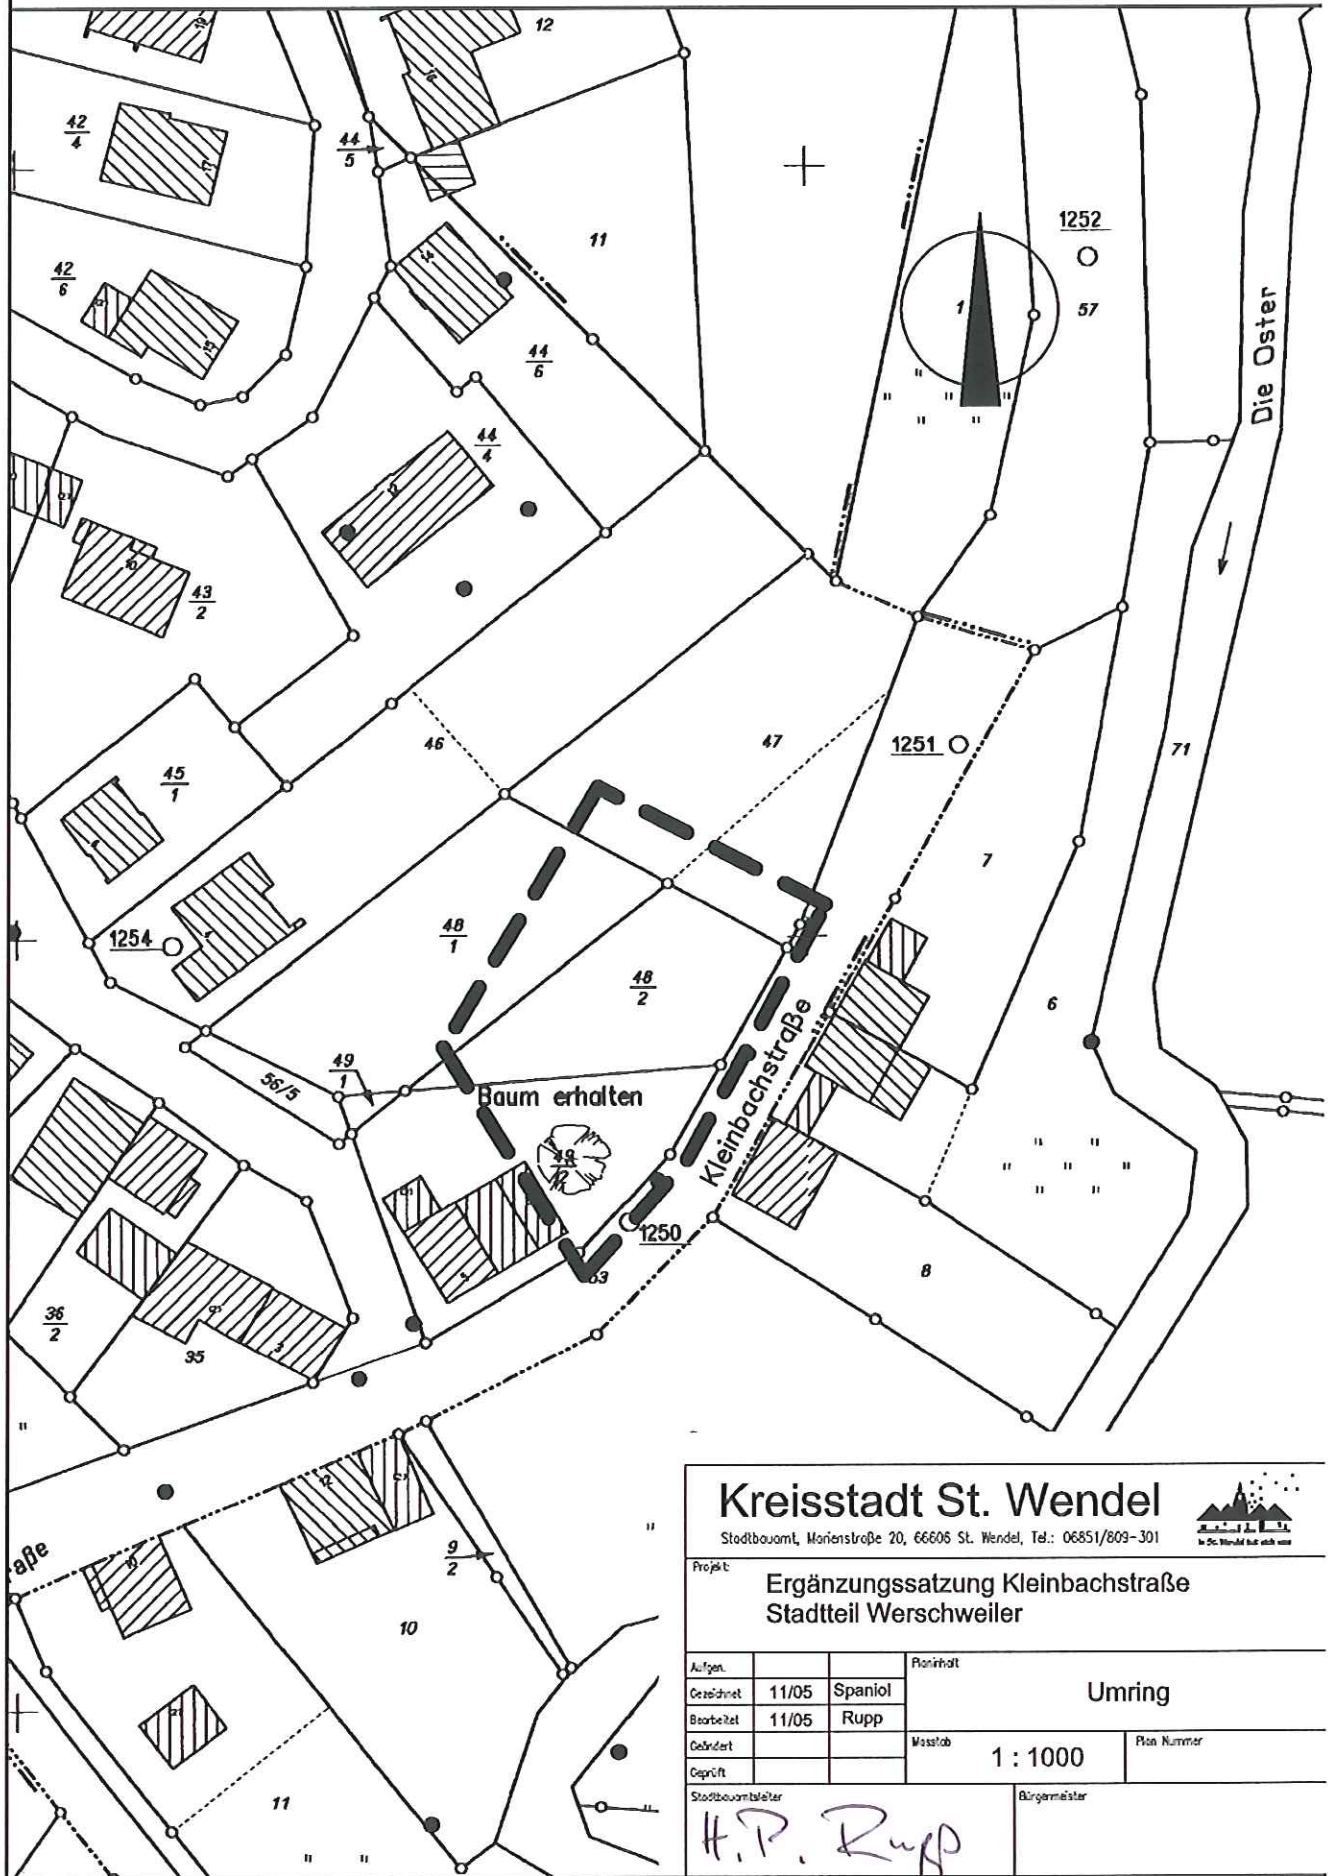 12
42
4
44
5
11
1252
42
6
1
57
Die Oster
44
6
44
4
43
2
46
47
1251
71
45
1
7
1254
48
1
48
2
6
Kleinbachstraße
49
1
56/5
Baum erhalten
49
2
1250
63
8
36
2
35
9
2
10
11
aße
Kreisstadt St. Wendel
Stadtbauamt, Marienstraße 20, 66606 St. Wendel, Tel.: 06851/809-301
Projekt:
Ergänzungssatzung Kleinbachstraße
Stadtteil Werschweiler
Aufgen.
Planinhalt
Gezeichnet 11/05 Spaniol
Umring
Bearbeitet 11/05 Rupp
Geändert
Massstab
1 : 1000
Plan Nummer
Geprüft
Stadtbauamtsleiter
Bürgermeister
H. P. Rupp